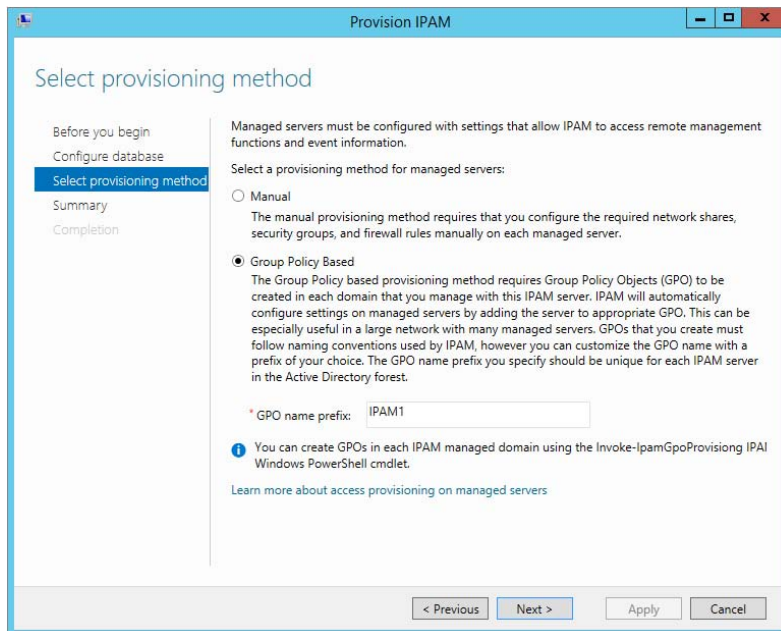 Provision IPAM
Select provisioning method
Before you begin
Configure database
Select provisioning method
Summary
Completion
Managed servers must be configured with settings that allow IPAM to access remote management
functions and event information.
Select a provisioning method for managed servers:
Manual
The manual provisioning method requires that you configure the required network shares,
security groups, and firewall rules manually on each managed server.
Group Policy Based
The Group Policy based provisioning method requires Group Policy Objects (GPO) to be
created in each domain that you manage with this IPAM server. IPAM will automatically
configure settings on managed servers by adding the server to appropriate GPO. This can be
especially useful in a large network with many managed servers. GPOs that you create must
follow naming conventions used by IPAM, however you can customize the GPO name with a
prefix of your choice. The GPO name prefix you specify should be unique for each IPAM server
in the Active Directory forest.
* GPO name prefix: IPAM1
You can create GPOs in each IPAM managed domain using the Invoke-IpamGpoProvisiong IPAI
Windows PowerShell cmdlet.
Learn more about access provisioning on managed servers
< Previous Next > Apply Cancel